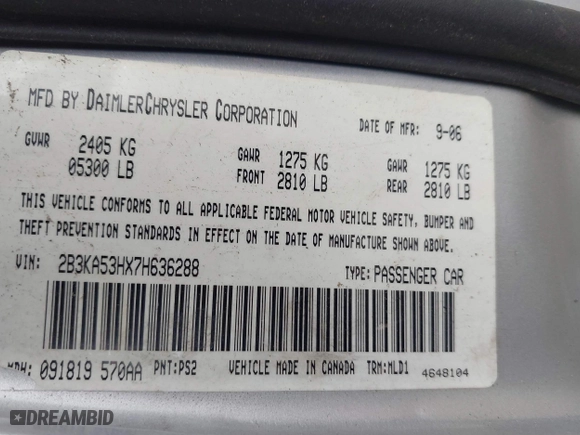 MFD BY DAIMLERCHRYSLER CORPORATION DATE OF MFR: 9-06
GVWR 2405 KG GAWR 1275 KG GAWR 1275 KG
05300 LB FRONT 2810 LB REAR 2810 LB
THIS VEHICLE CONFORMS TO ALL APPLICABLE FEDERAL MOTOR VEHICLE SAFETY, BUMPER AND
THEFT PREVENTION STANDARDS IN EFFECT ON THE DATE OF MANUFACTURE SHOWN ABOVE.
VIN: 2B3KA53HX7H636288 TYPE: PASSENGER CAR
MDH: 091819 570AA PNT:PS2 VEHICLE MADE IN CANADA TRM:MLD1 4648104
DREAMBID